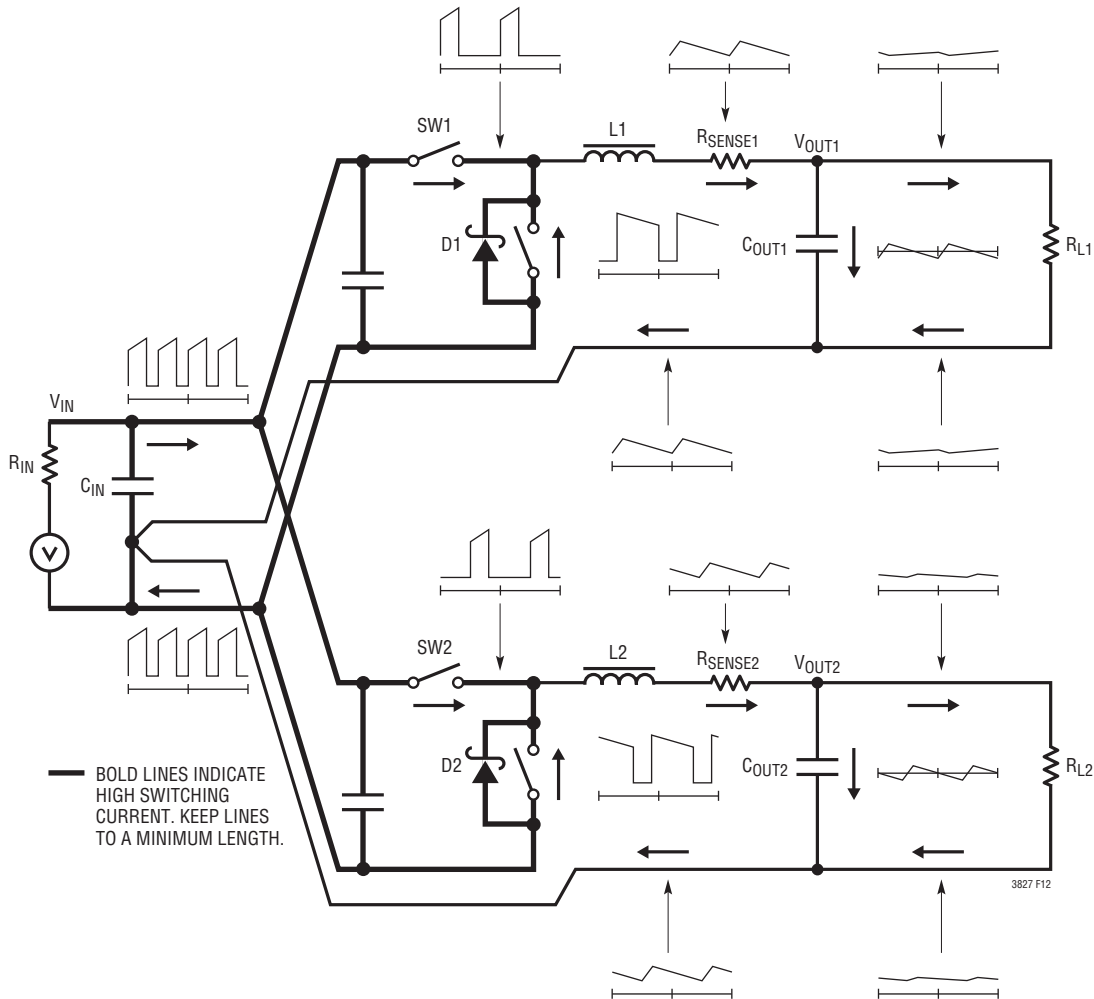 SW1
L1
RSENSE1
VOUT1
D1
COUT1
RL1
VIN
RIN
CIN
V
SW2
L2
RSENSE2
VOUT2
D2
COUT2
RL2
BOLD LINES INDICATE
HIGH SWITCHING
CURRENT. KEEP LINES
TO A MINIMUM LENGTH.
3827 F12